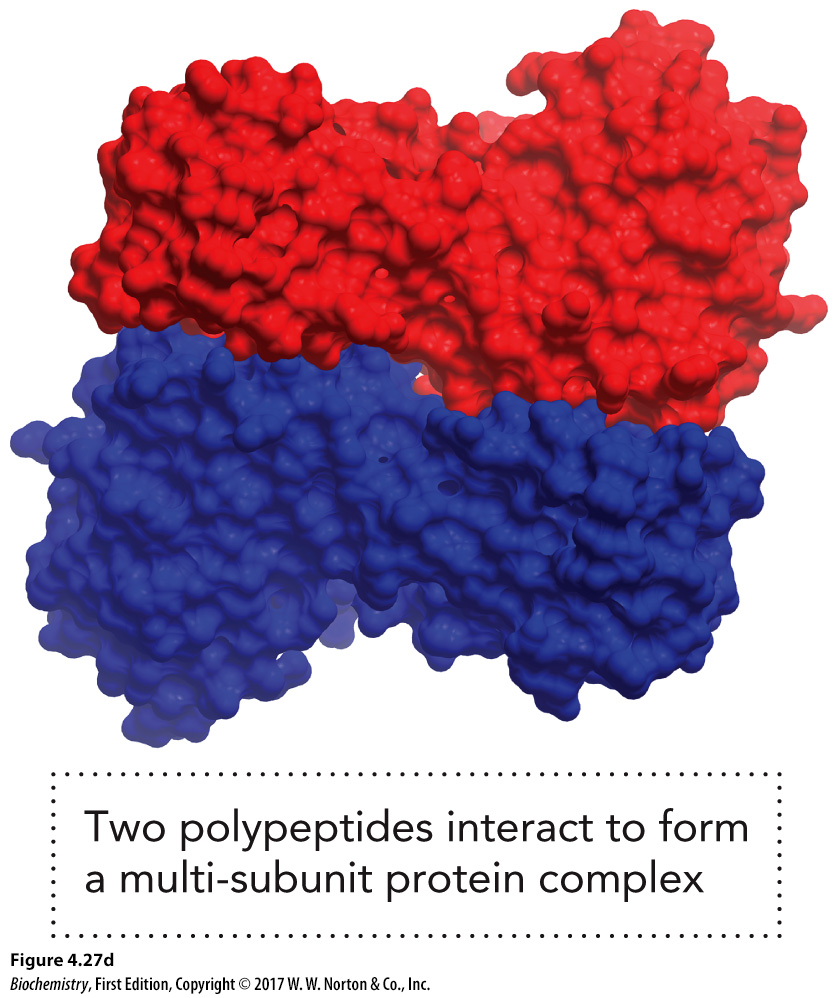 Two polypeptides interact to form
a multi-subunit protein complex
Figure 4.27d
Biochemistry, First Edition, Copyright © 2017 W. W. Norton & Co., Inc.